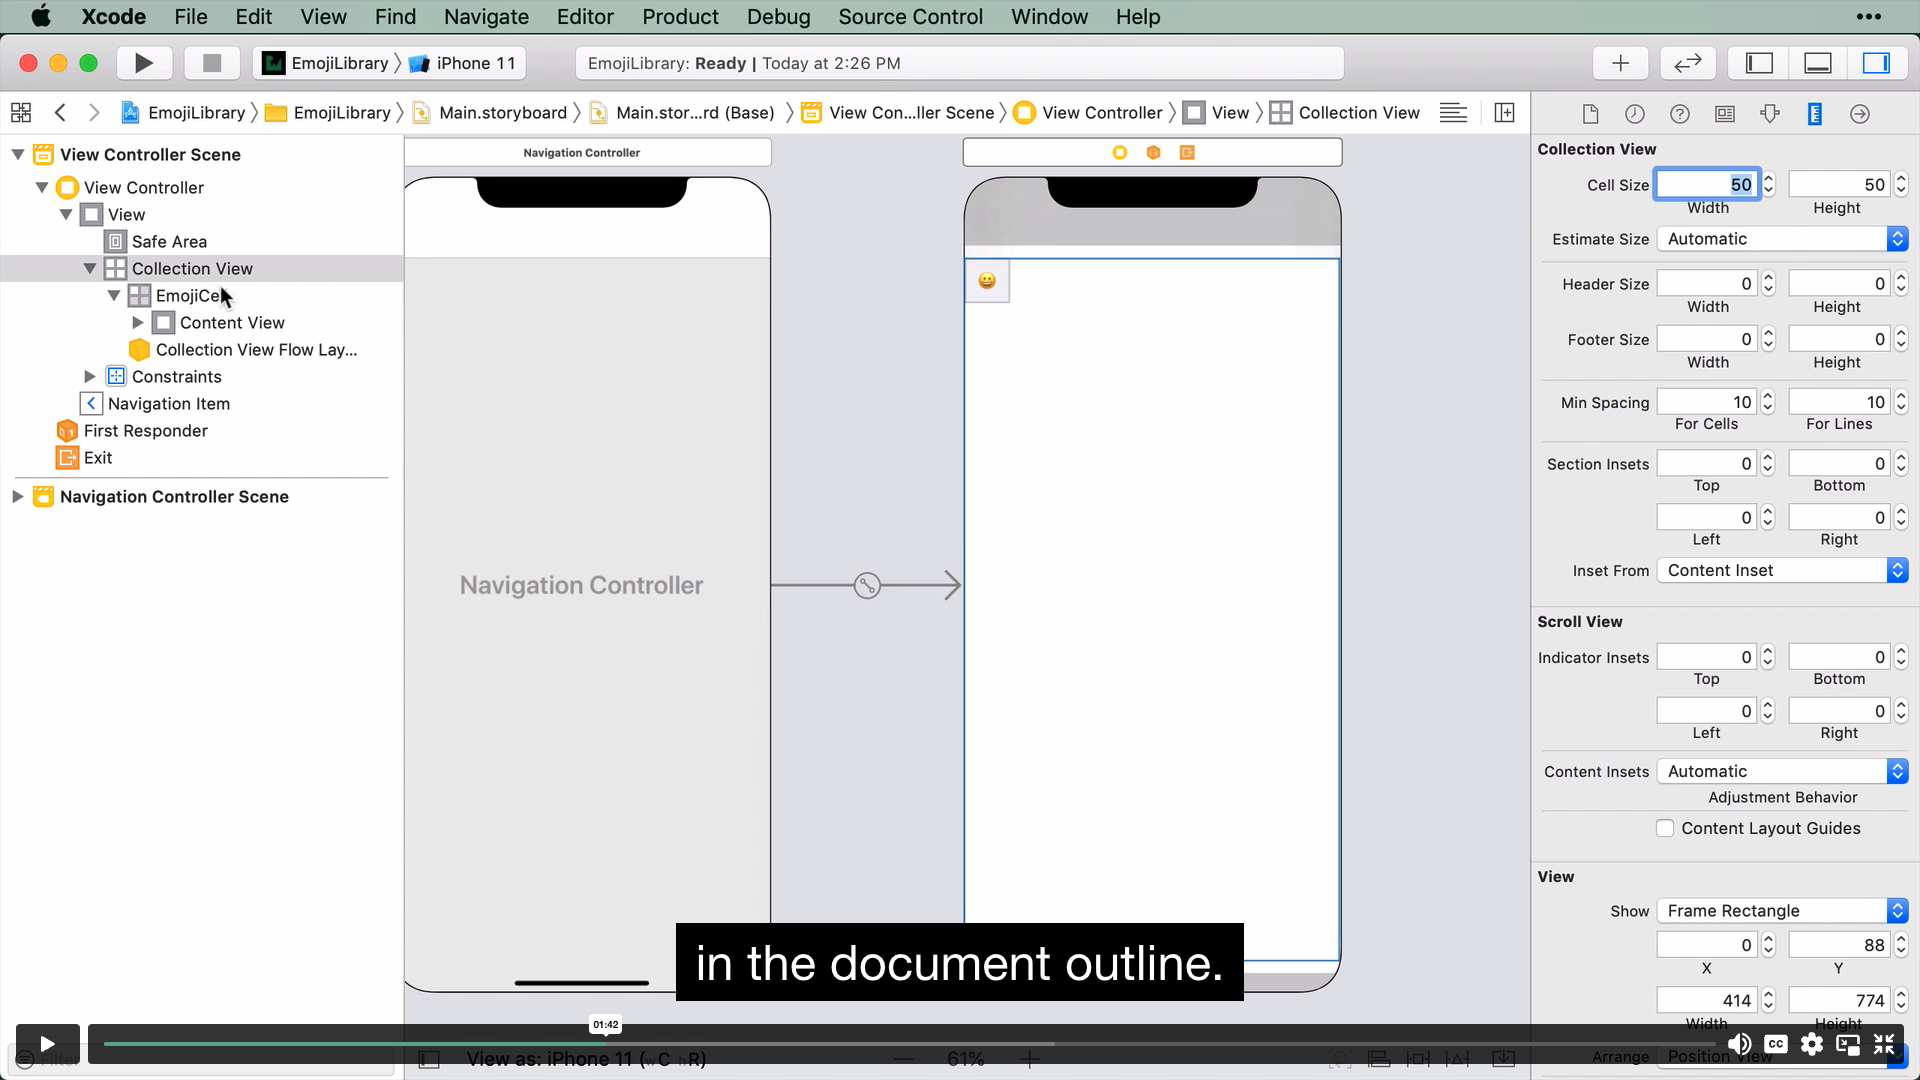 Xcode File Edit View Find Navigate Editor Product Debug Source Control Window Help
EmojiLibrary iPhone 11
EmojiLibrary: Ready | Today at 2:26 PM
EmojiLibrary EmojiLibrary Main.storyboard Main.stor...rd (Base) View Con...ller Scene View Controller View Collection View
View Controller Scene
View Controller
View
Safe Area
Collection View
Content View
Collection View Flow Lay...
Constraints
Navigation Item
First Responder
Exit
Navigation Controller Scene
Filter
Navigation Controller
Navigation Controller
View as: iPhone 11 (wC hR)
61%
Collection View
Cell Size 50 50
Width Height
Estimate Size Automatic
Header Size 0 0
Width Height
Footer Size 0 0
Width Height
Min Spacing 10 10
For Cells For Lines
Section Insets 0 0
Top Bottom
0 0
Left Right
Inset From Content Inset
Scroll View
Indicator Insets 0 0
Top Bottom
0 0
Left Right
Content Insets Automatic
Adjustment Behavior
Content Layout Guides
View
Show Frame Rectangle
0 88
X Y
414 774
Width Height
Arrange Position View
in the document outline.
01:42
CC